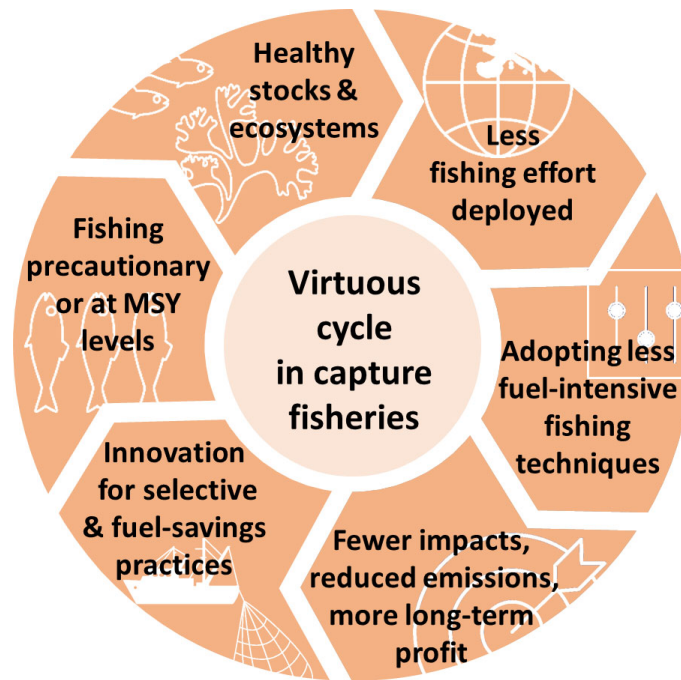 Virtuous
cycle
in capture
fisheries
Healthy
stocks &
ecosystems
Less
fishing effort
deployed
Adopting less
fuel-intensive
fishing
techniques
Fewer impacts,
reduced emissions,
more long-term
profit
Innovation
for selective
& fuel-savings
practices
Fishing
precautionary
or at MSY
levels